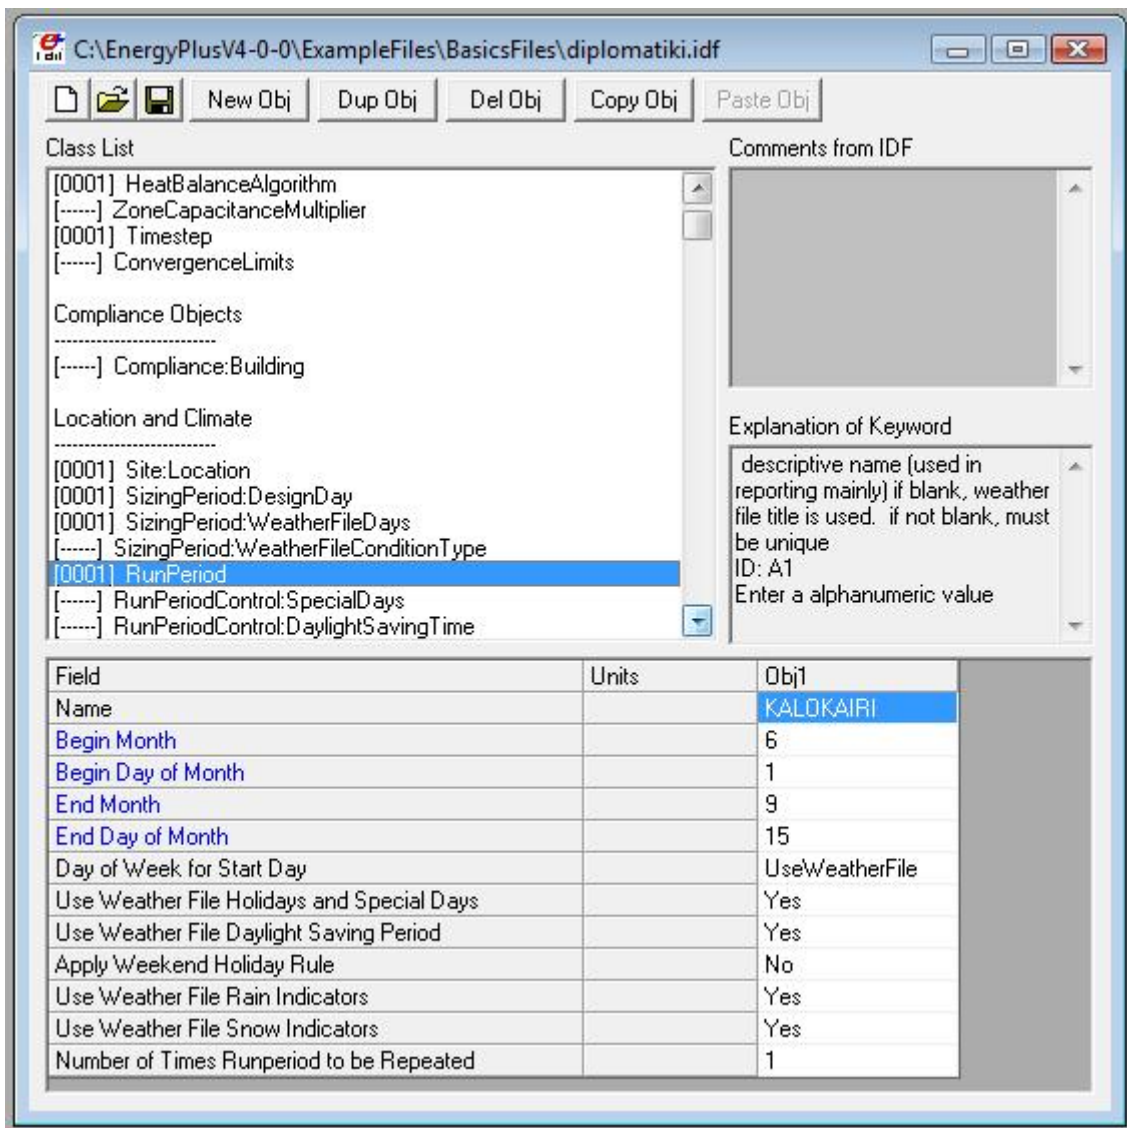 C:\EnergyPlusV4-0-0\ExampleFiles\BasicsFiles\diplomatiki.idf
New Obj Dup Obj Del Obj Copy Obj Paste Obj
Class List
[0001] HeatBalanceAlgorithm
[------] ZoneCapacitanceMultiplier
[0001] Timestep
[------] ConvergenceLimits
Compliance Objects
--------------------------
[------] Compliance:Building
Location and Climate
--------------------------
[0001] Site:Location
[0001] SizingPeriod:DesignDay
[0001] SizingPeriod:WeatherFileDays
[------] SizingPeriod:WeatherFileConditionType
[0001] RunPeriod
[------] RunPeriodControl:SpecialDays
[------] RunPeriodControl:DaylightSavingTime
Comments from IDF
Explanation of Keyword
descriptive name (used in
reporting mainly) if blank, weather
file title is used. if not blank, must
be unique
ID: A1
Enter a alphanumeric value
Field Units Obj1
Name KALOKAIRI
Begin Month 6
Begin Day of Month 1
End Month 9
End Day of Month 15
Day of Week for Start Day UseWeatherFile
Use Weather File Holidays and Special Days Yes
Use Weather File Daylight Saving Period Yes
Apply Weekend Holiday Rule No
Use Weather File Rain Indicators Yes
Use Weather File Snow Indicators Yes
Number of Times Runperiod to be Repeated 1